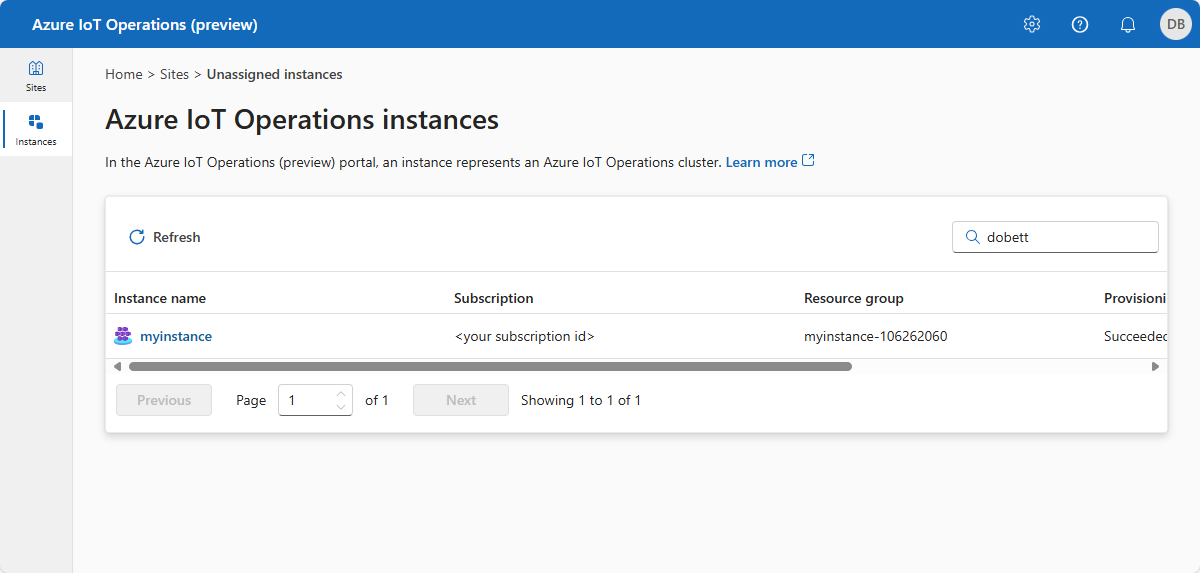 Azure IoT Operations (preview)
DB
Sites
Instances
Home > Sites > Unassigned instances
Azure IoT Operations instances
In the Azure IoT Operations (preview) portal, an instance represents an Azure IoT Operations cluster. Learn more
Refresh
dobett
Instance name Subscription Resource group Provisioni
myinstance <your subscription id> myinstance-106262060 Succeeded
Previous Page 1 of 1 Next Showing 1 to 1 of 1